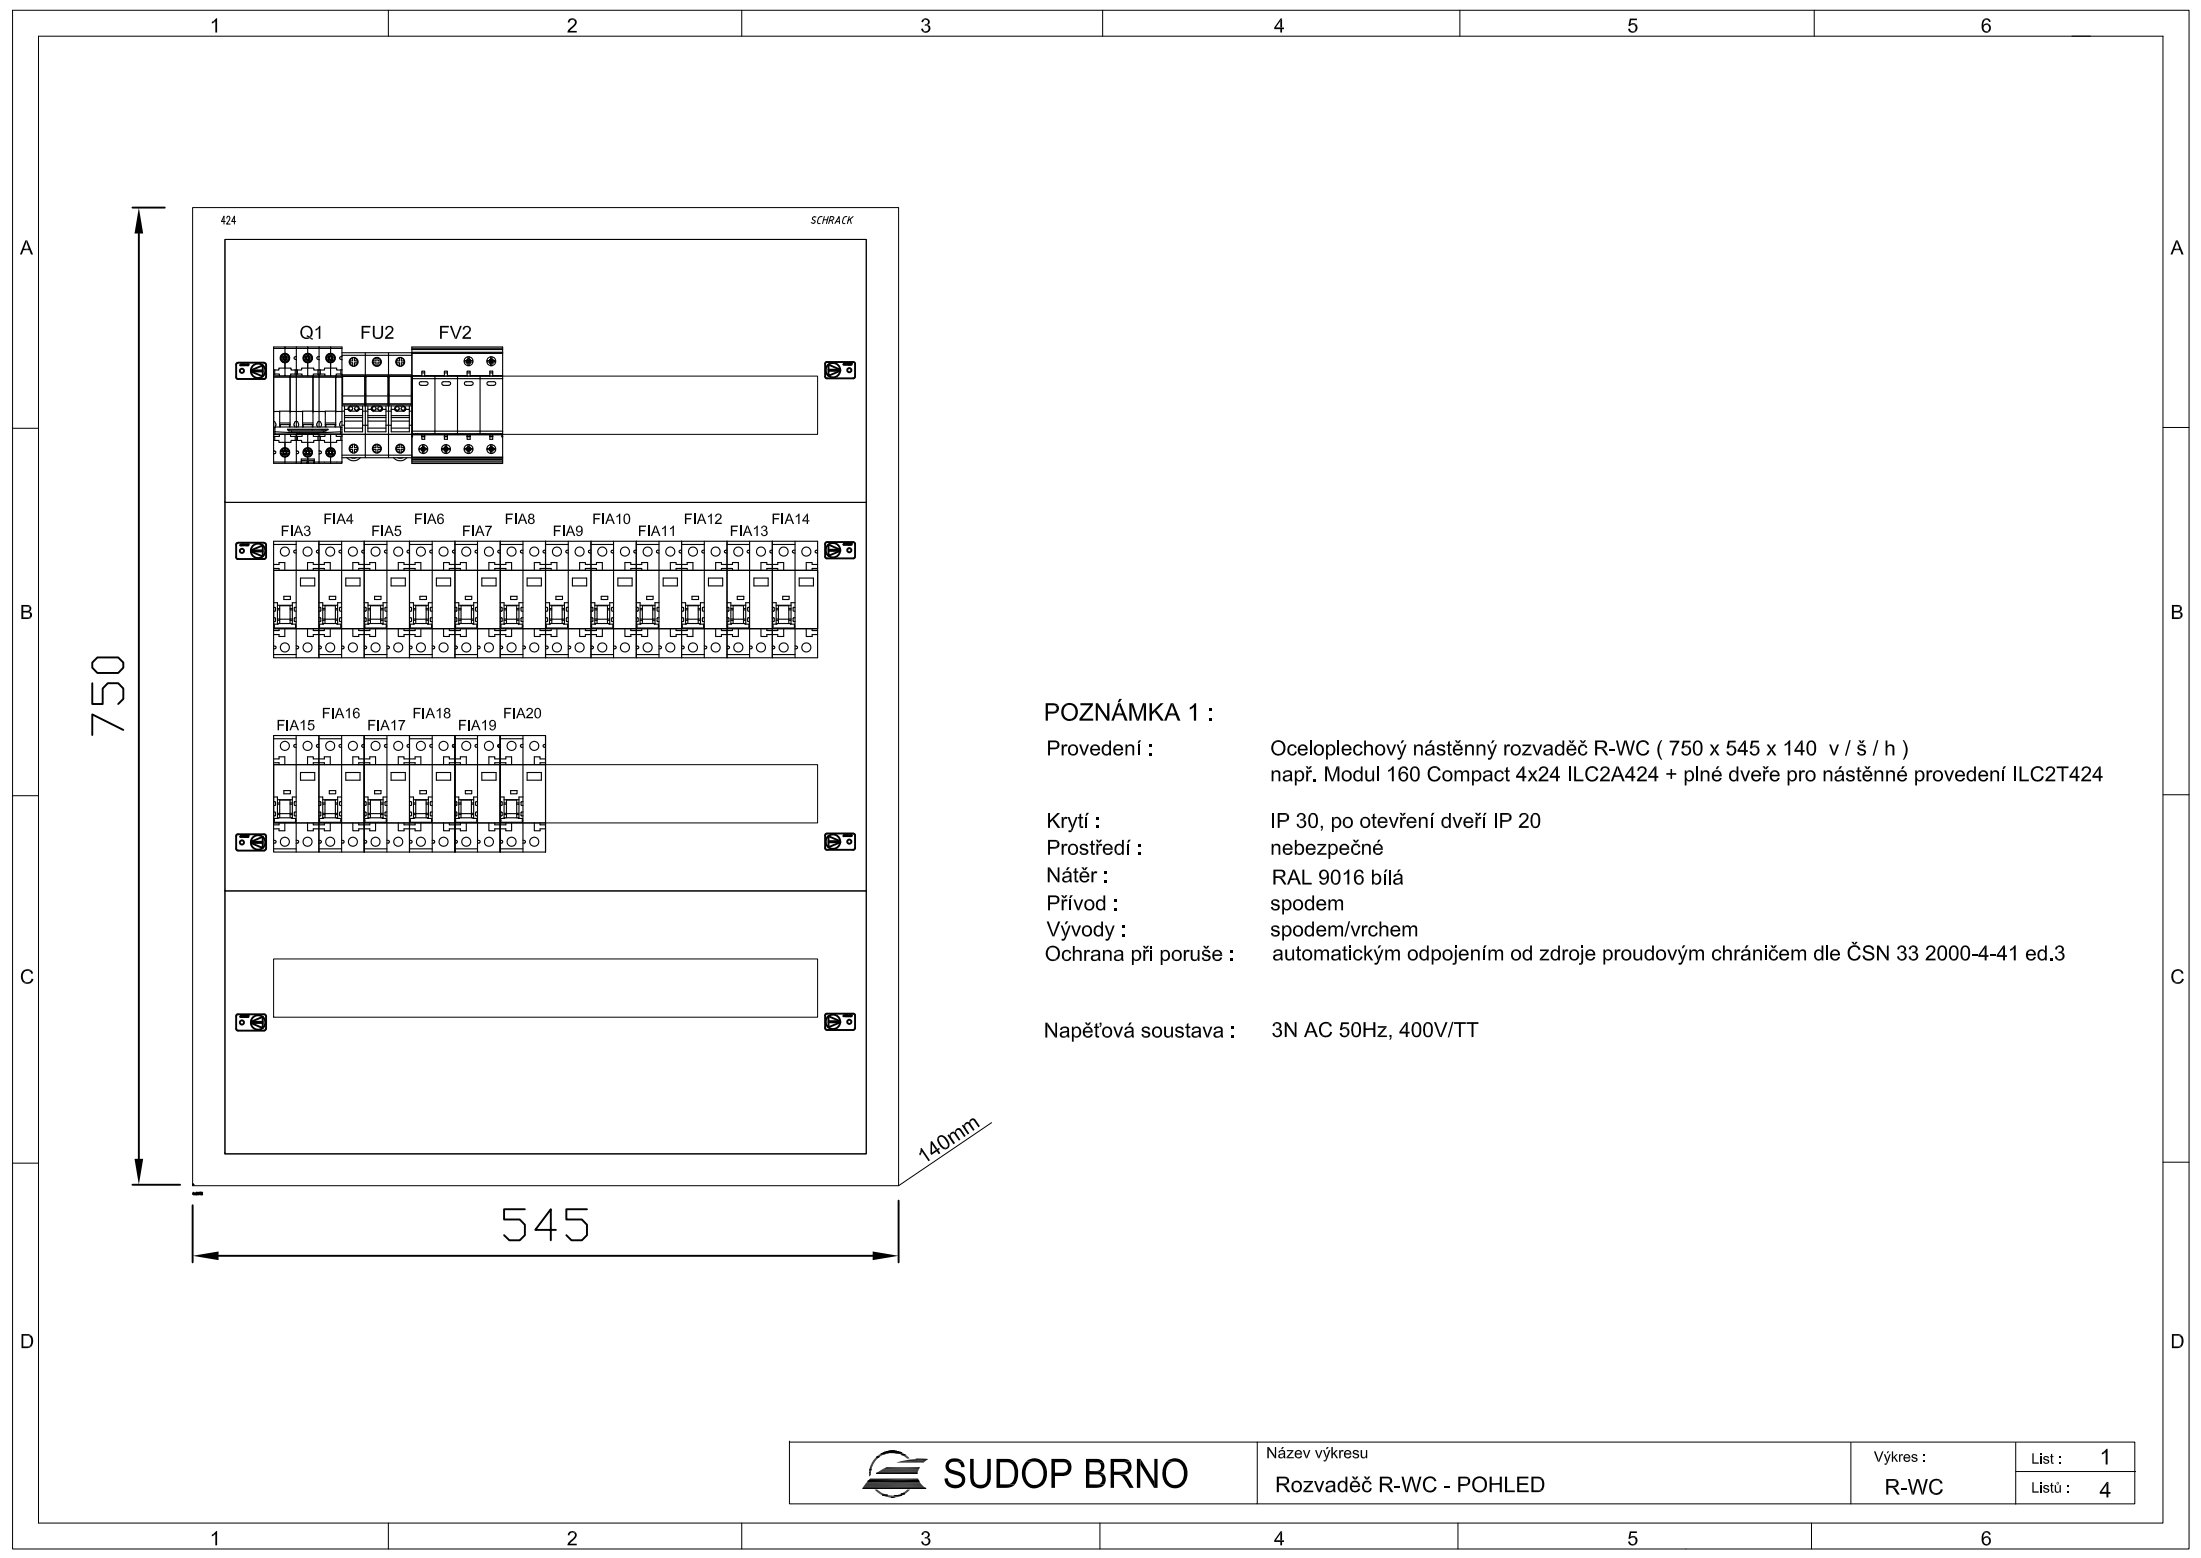 1 2 3 4 5 6
A A
B B
C C
D D
424 SCHRACK
Q1 FU2 FV2
FIA3 FIA4 FIA5 FIA6 FIA7 FIA8 FIA9 FIA10 FIA11 FIA12 FIA13 FIA14
FIA15 FIA16 FIA17 FIA18 FIA19 FIA20
750
545
140mm
POZNÁMKA 1 :
Provedení : Oceloplechový nástěnný rozvaděč R-WC ( 750 x 545 x 140 v / š / h )
např. Modul 160 Compact 4x24 ILC2A424 + plné dveře pro nástěnné provedení ILC2T424
Krytí : IP 30, po otevření dveří IP 20
Prostředí : nebezpečné
Nátěr : RAL 9016 bílá
Přívod : spodem
Vývody : spodem/vrchem
Ochrana při poruše : automatickým odpojením od zdroje proudovým chráničem dle ČSN 33 2000-4-41 ed.3
Napěťová soustava : 3N AC 50Hz, 400V/TT
SUDOP BRNO
Název výkresu
Rozvaděč R-WC - POHLED
Výkres :
R-WC
List : 1
Listů : 4
1 2 3 4 5 6